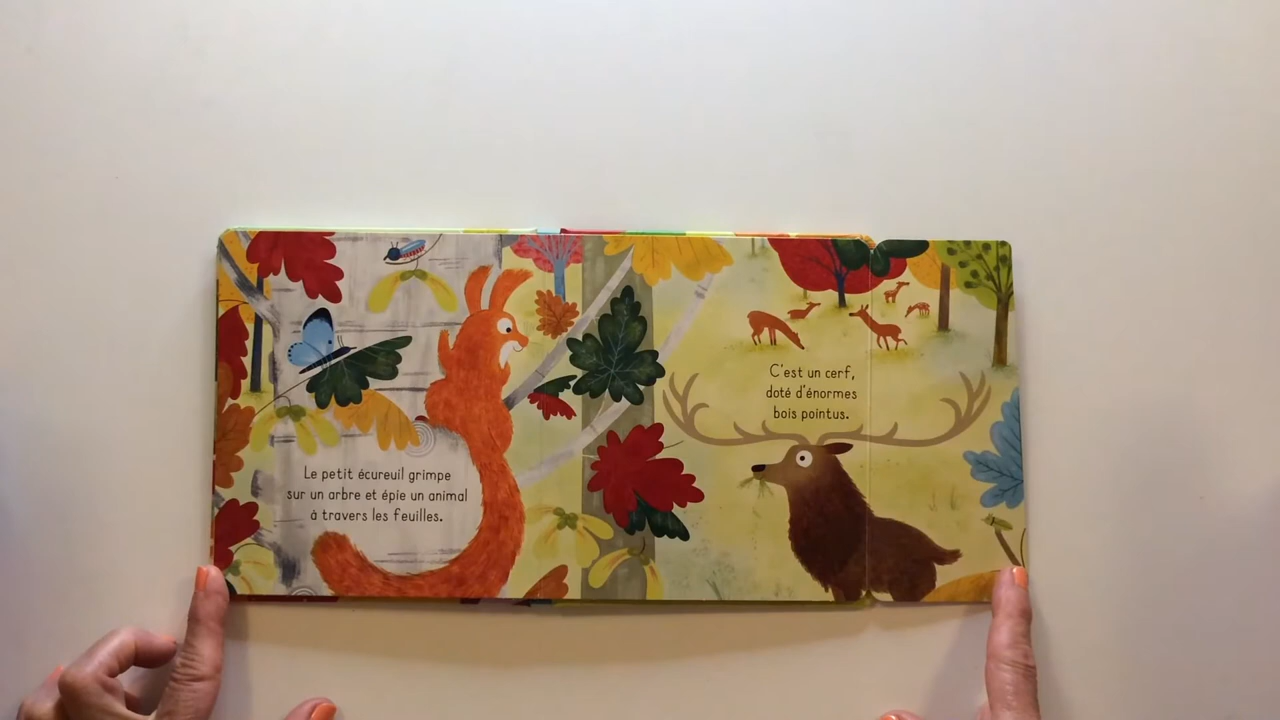 Le petit écureuil grimpe
sur un arbre et épie un animal
à travers les feuilles.
C'est un cerf,
doté d'énormes
bois pointus.